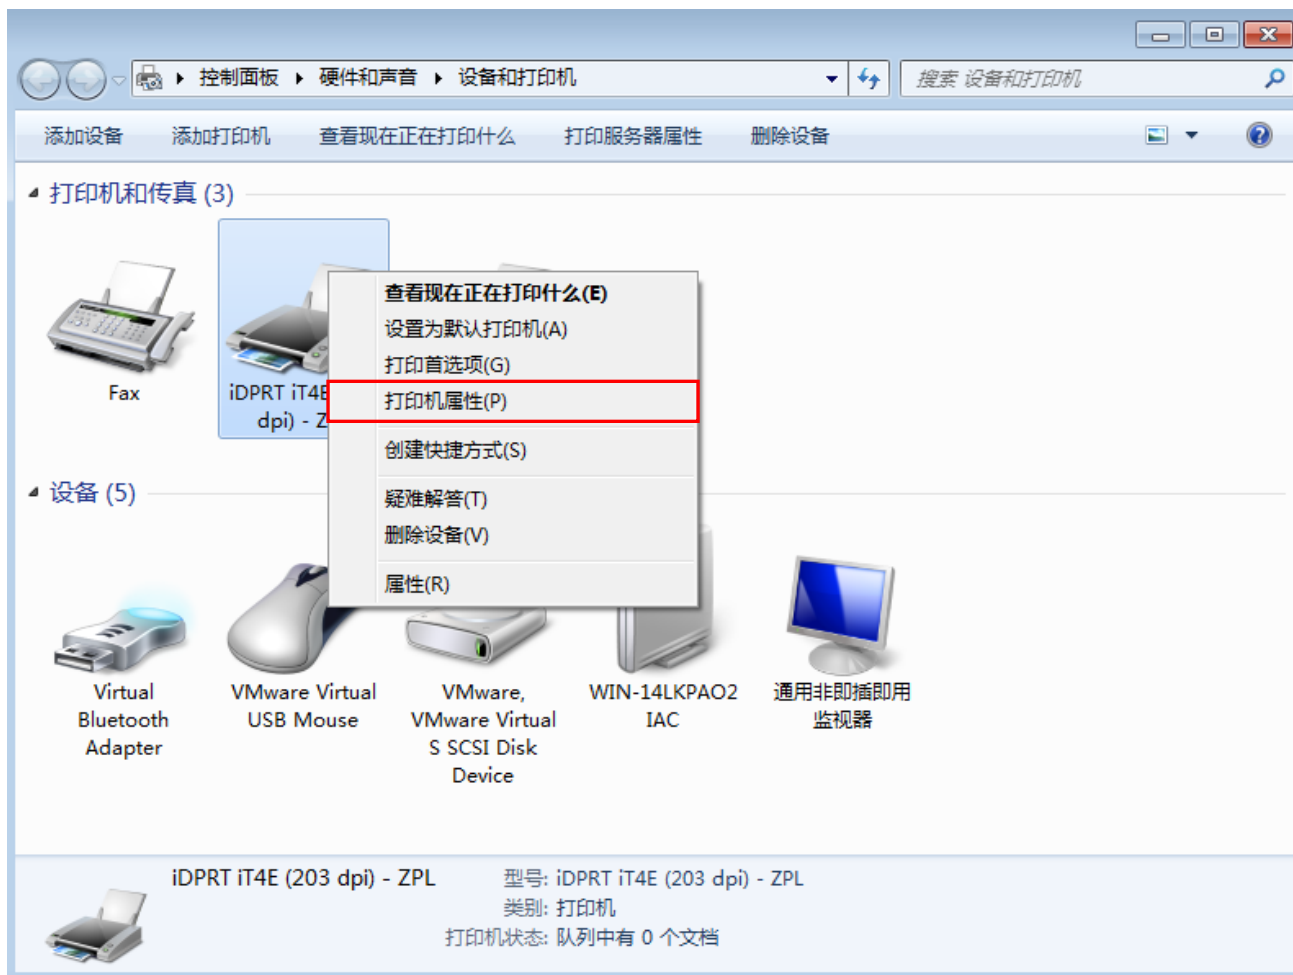 控制面板 硬件和声音 设备和打印机
搜索 设备和打印机
添加设备 添加打印机 查看现在正在打印什么 打印服务器属性 删除设备
打印机和传真 (3)
Fax
iDPRT iT4E
dpi) - Z
查看现在正在打印什么(E)
设置为默认打印机(A)
打印首选项(G)
打印机属性(P)
创建快捷方式(S)
疑难解答(T)
删除设备(V)
属性(R)
设备 (5)
Virtual
Bluetooth
Adapter
VMware Virtual
USB Mouse
VMware,
VMware Virtual
S SCSI Disk
Device
WIN-14LKPAO2
IAC
通用非即插即用
监视器
iDPRT iT4E (203 dpi) - ZPL
型号: iDPRT iT4E (203 dpi) - ZPL
类别: 打印机
打印机状态: 队列中有 0 个文档